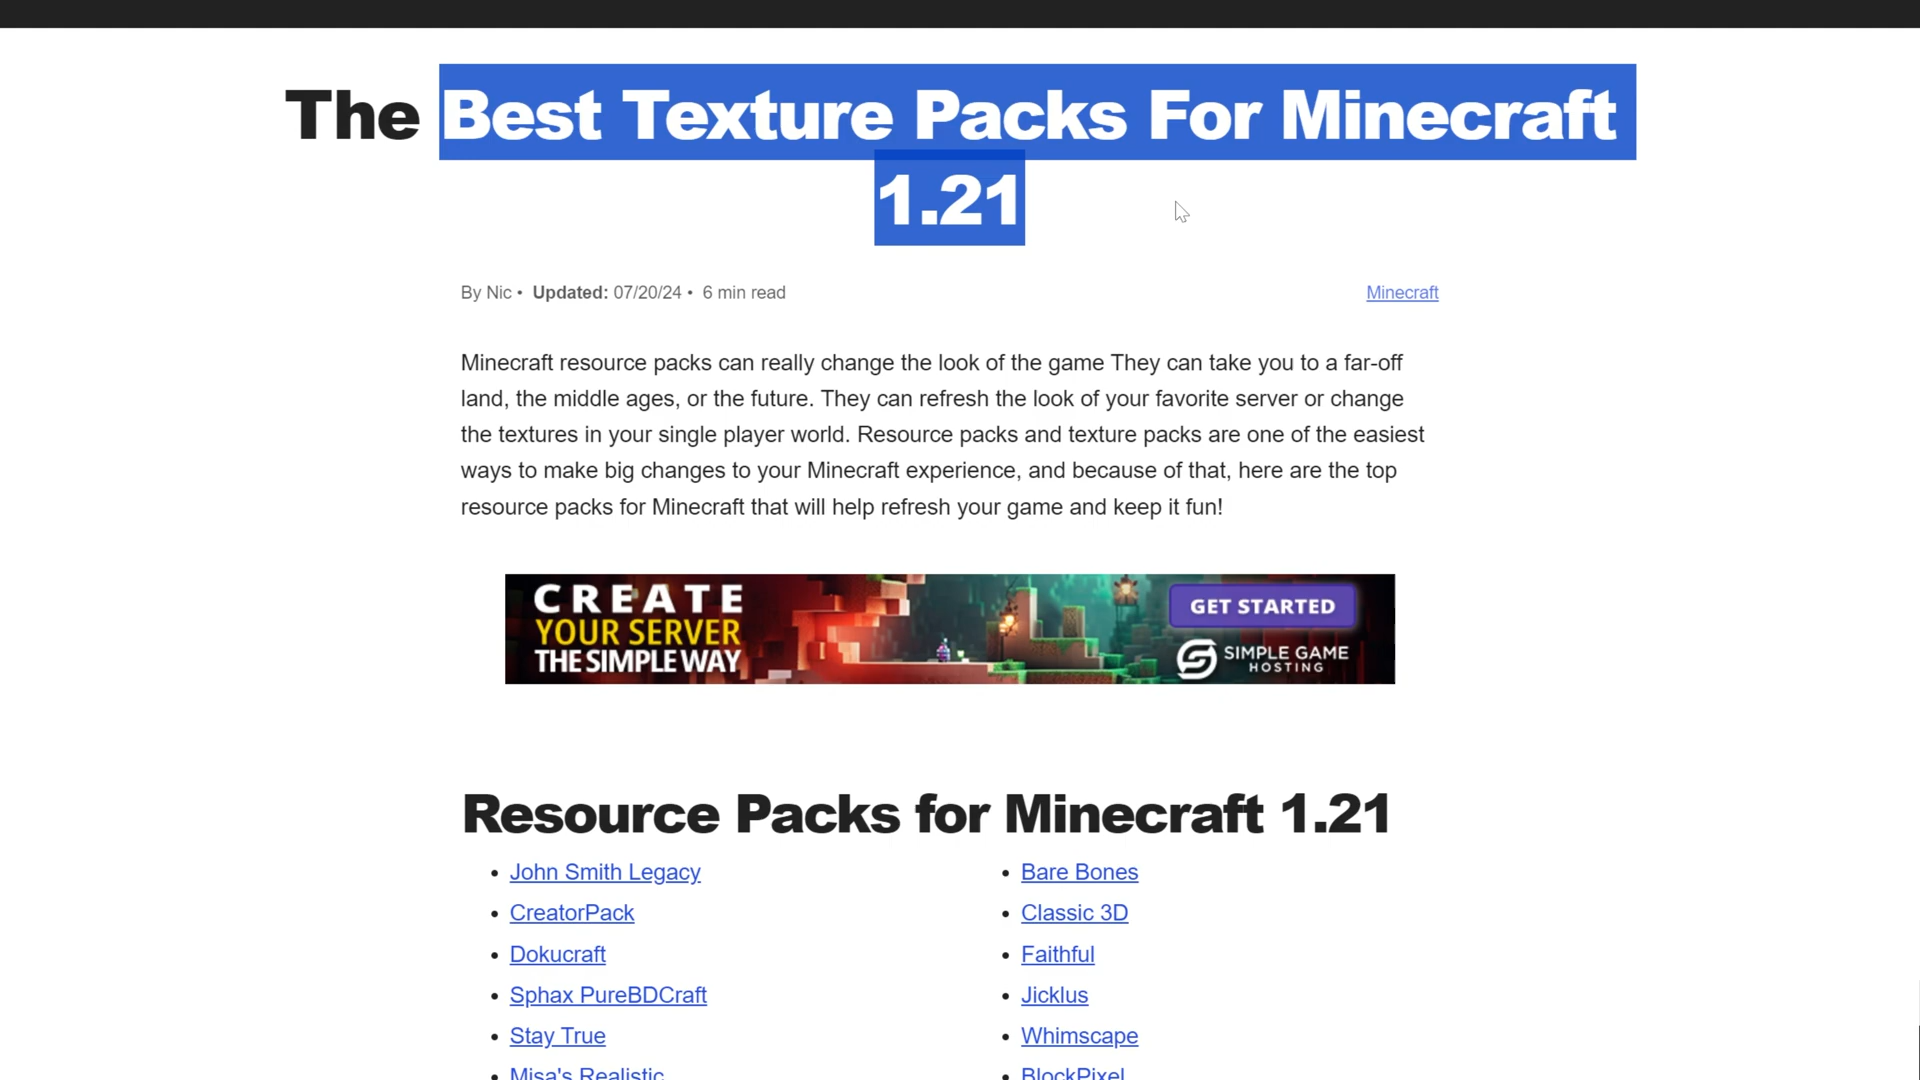 The Best Texture Packs For Minecraft
1.21
By Nic • Updated: 07/20/24 • 6 min read
Minecraft
Minecraft resource packs can really change the look of the game They can take you to a far-off
land, the middle ages, or the future. They can refresh the look of your favorite server or change
the textures in your single player world. Resource packs and texture packs are one of the easiest
ways to make big changes to your Minecraft experience, and because of that, here are the top
resource packs for Minecraft that will help refresh your game and keep it fun!
CREATE
YOUR SERVER
THE SIMPLE WAY
GET STARTED
SIMPLE GAME
HOSTING
Resource Packs for Minecraft 1.21
• John Smith Legacy
• CreatorPack
• Dokucraft
• Sphax PureBDCraft
• Stay True
• Misa's Realistic
• Bare Bones
• Classic 3D
• Faithful
• Jicklus
• Whimscape
• BlockPixel